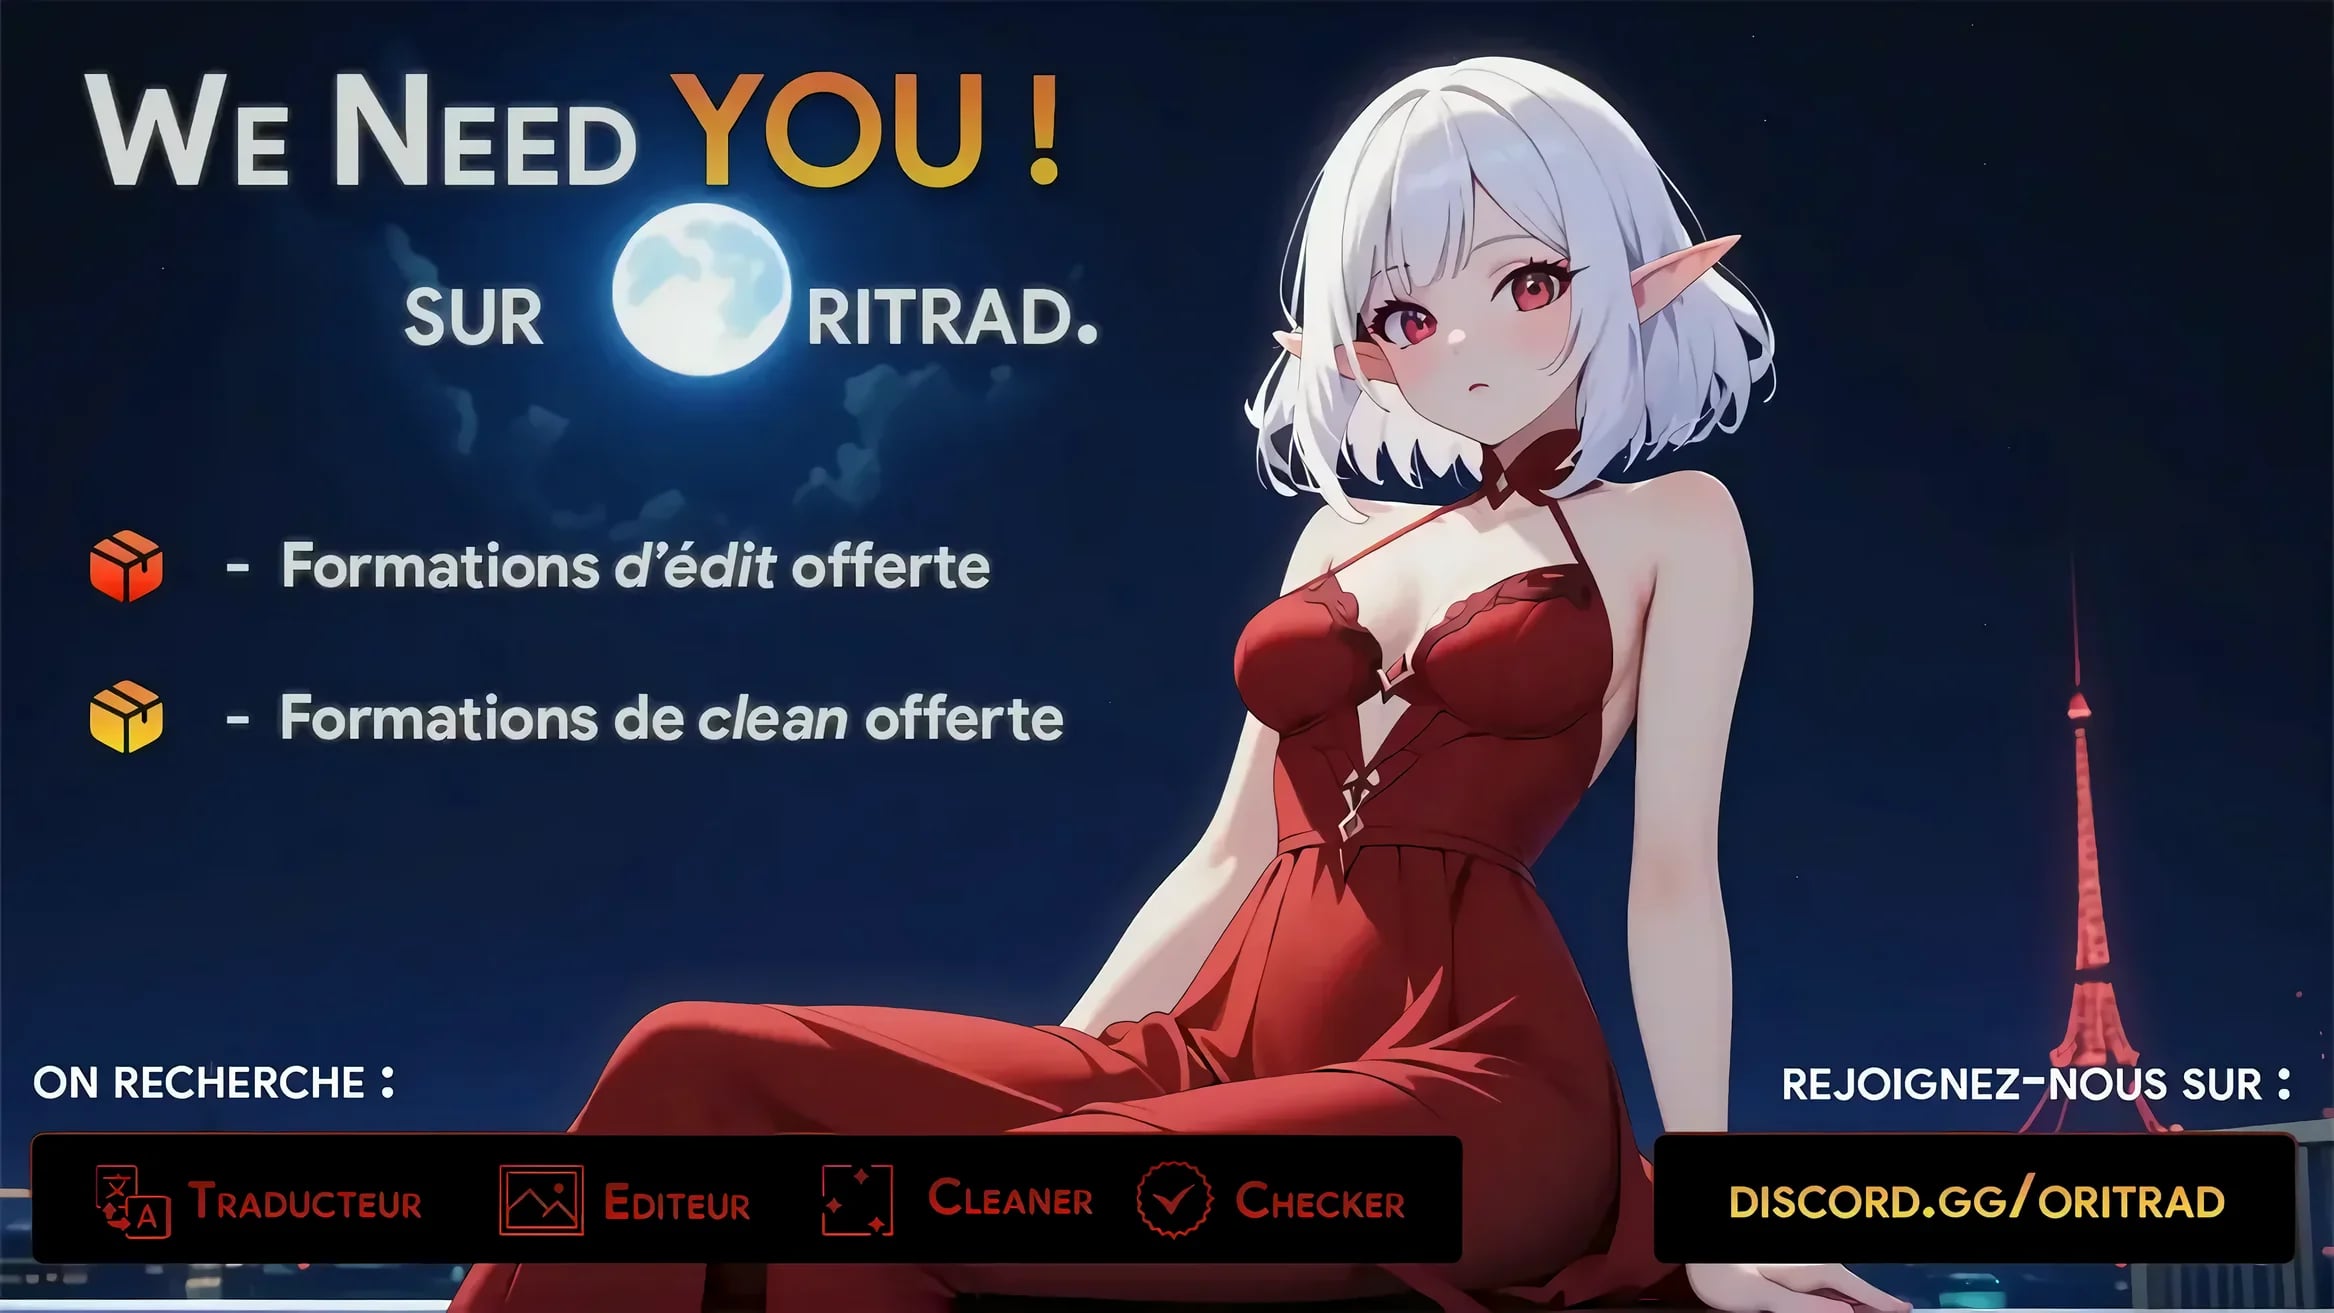 WE NEED YOU !
SUR ORITRAD.
- Formations d'édit offerte
- Formations de clean offerte
ON RECHERCHE :
REJOIGNEZ-NOUS SUR :
文 A TRADUCTEUR
EDITEUR
CLEANER
CHECKER
DISCORD.GG/ORITRAD